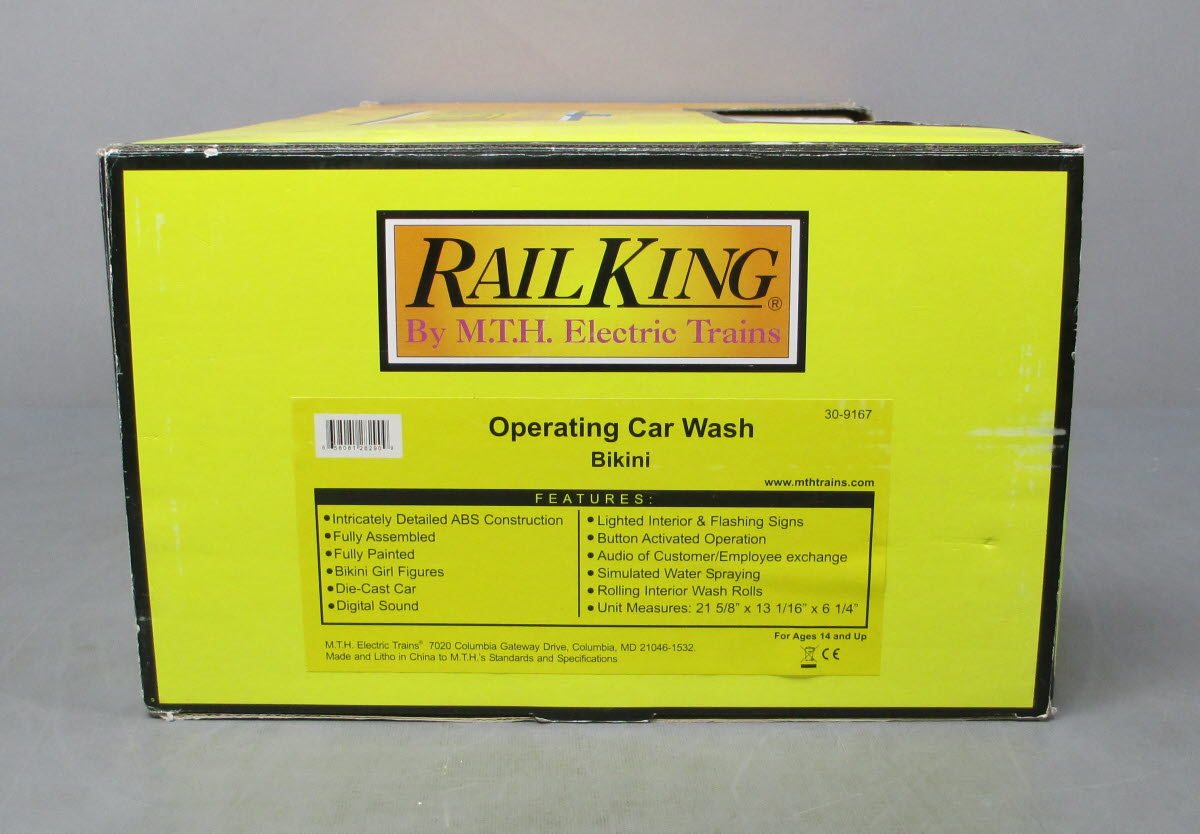 RAILKING®
By M.T.H. Electric Trains
30-9167
Operating Car Wash
Bikini
www.mthtrains.com
FEATURES:
• Intricately Detailed ABS Construction
• Fully Assembled
• Fully Painted
• Bikini Girl Figures
• Die-Cast Car
• Digital Sound
• Lighted Interior & Flashing Signs
• Button Activated Operation
• Audio of Customer/Employee exchange
• Simulated Water Spraying
• Rolling Interior Wash Rolls
• Unit Measures: 21 5/8” x 13 1/16” x 6 1/4”
For Ages 14 and Up
M.T.H. Electric Trains® 7020 Columbia Gateway Drive, Columbia, MD 21046-1532.
Made and Litho in China to M.T.H.'s Standards and Specifications
CE